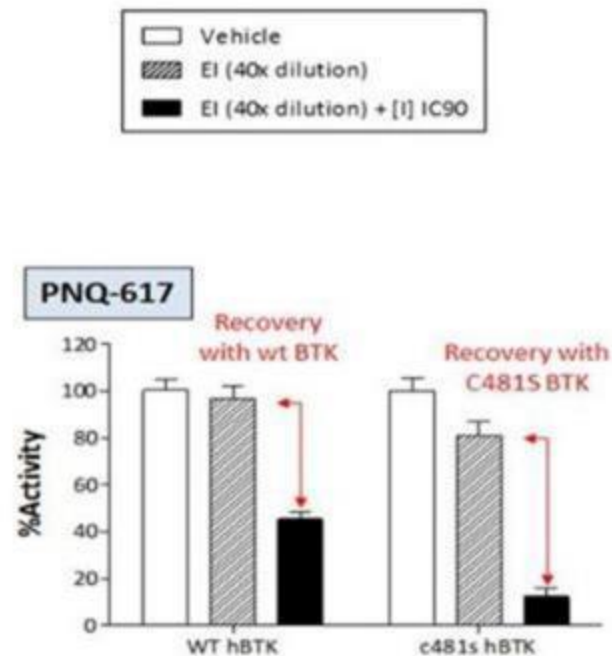 Vehicle
EI (40x dilution)
EI (40x dilution) + [I] IC90
PNQ-617
Recovery
with wt BTK
Recovery with
C481S BTK
%Activity
120
100
80
60
40
20
0
WT hBTK
c481s hBTK